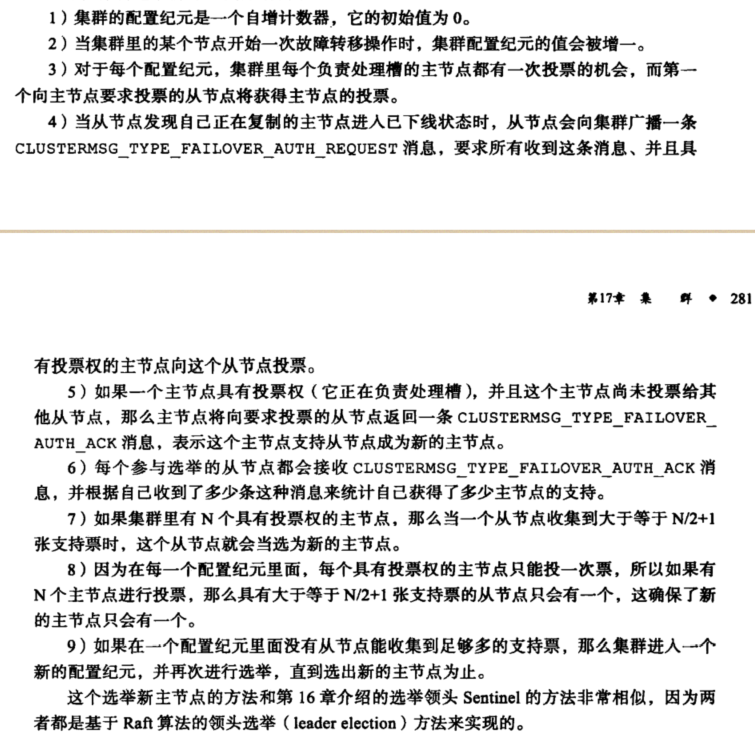 1）集群的配置纪元是一个自增计数器，它的初始值为 0。
2）当集群里的某个节点开始一次故障转移操作时，集群配置纪元的值会被增一。
3）对于每个配置纪元，集群里每个负责处理槽的主节点都有一次投票的机会，而第一
个向主节点要求投票的从节点将获得主节点的投票。
4）当从节点发现自己正在复制的主节点进入已下线状态时，从节点会向集群广播一条
CLUSTERMSG_TYPE_FAILOVER_AUTH_REQUEST 消息，要求所有收到这条消息、并且具
第17章 集 群 ◆ 281
有投票权的主节点向这个从节点投票。
5）如果一个主节点具有投票权（它正在负责处理槽），并且这个主节点尚未投票给其
他从节点，那么主节点将向要求投票的从节点返回一条 CLUSTERMSG_TYPE_FAILOVER_
AUTH_ACK 消息，表示这个主节点支持从节点成为新的主节点。
6）每个参与选举的从节点都会接收 CLUSTERMSG_TYPE_FAILOVER_AUTH_ACK 消
息，并根据自己收到了多少条这种消息来统计自己获得了多少主节点的支持。
7）如果集群里有 N 个具有投票权的主节点，那么当一个从节点收集到大于等于 N/2+1
张支持票时，这个从节点就会当选为新的主节点。
8）因为在每一个配置纪元里面，每个具有投票权的主节点只能投一次票，所以如果有
N 个主节点进行投票，那么具有大于等于 N/2+1 张支持票的从节点只会有一个，这确保了新
的主节点只会有一个。
9）如果在一个配置纪元里面没有从节点能收集到足够多的支持票，那么集群进入一个
新的配置纪元，并再次进行选举，直到选出新的主节点为止。
这个选举新主节点的方法和第 16 章介绍的选举领头 Sentinel 的方法非常相似，因为两
者都是基于 Raft 算法的领头选举（leader election）方法来实现的。